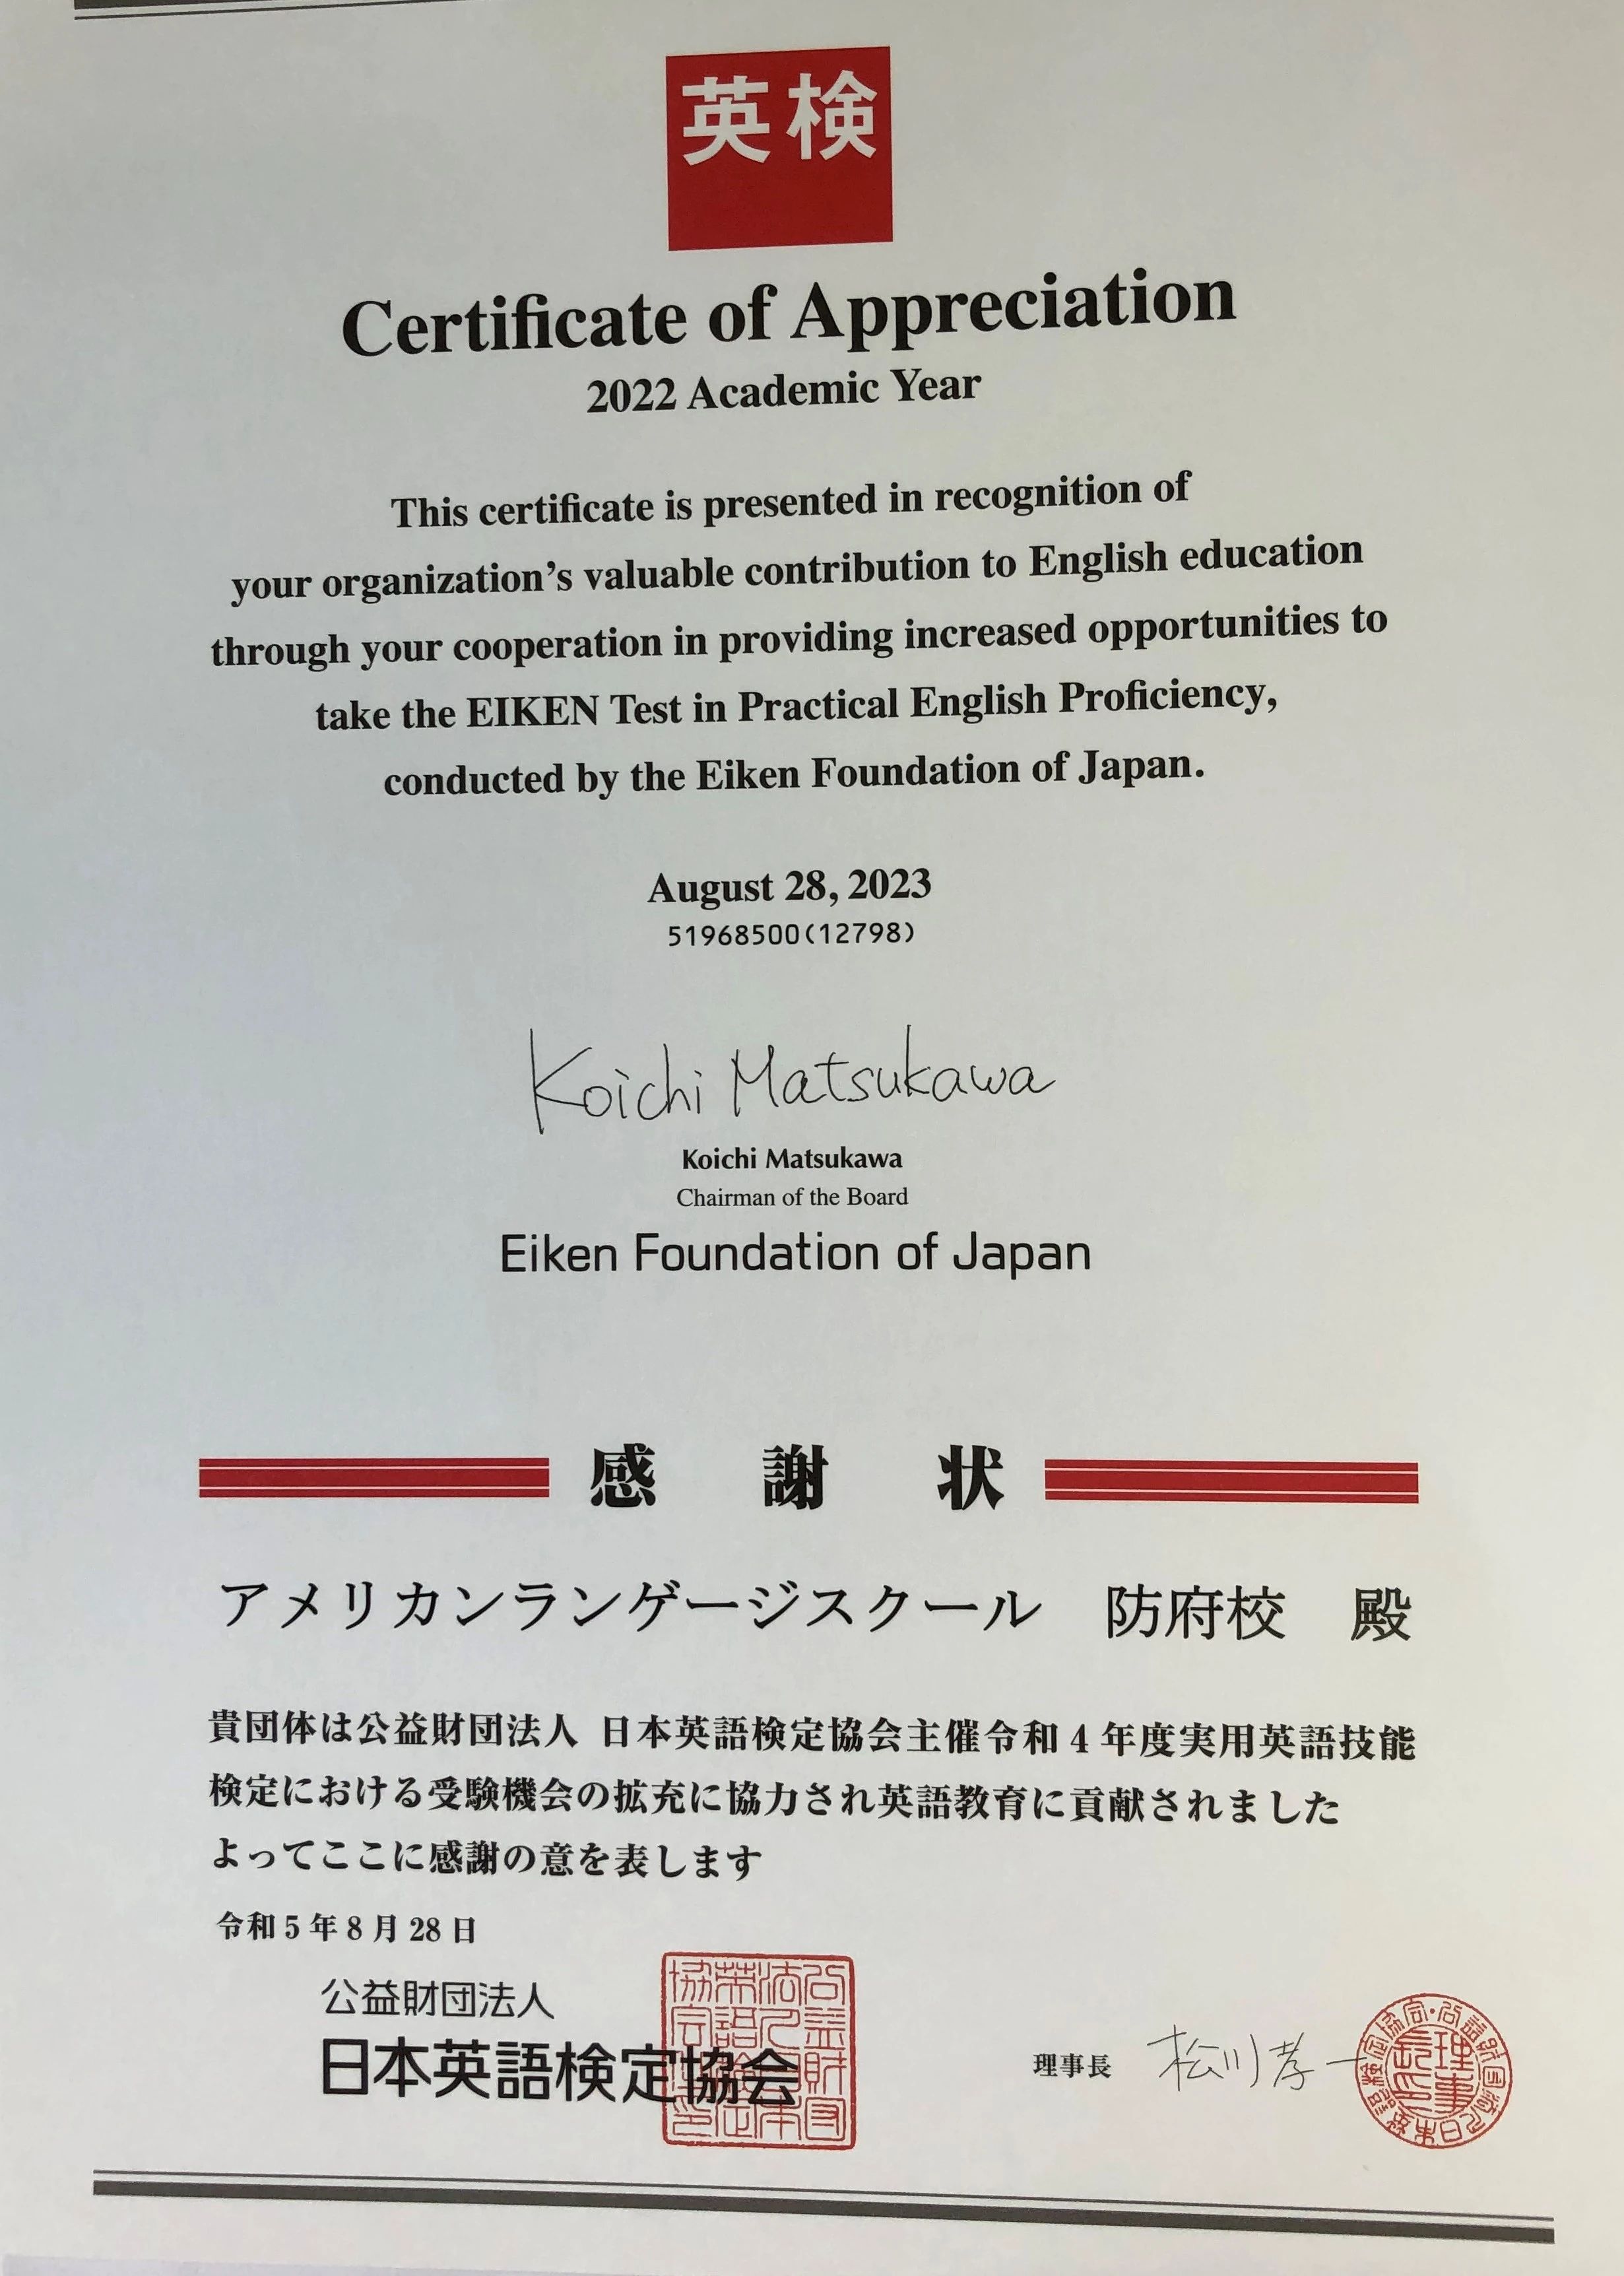 英検
Certificate of Appreciation
2022 Academic Year
This certificate is presented in recognition of
your organization’s valuable contribution to English education
through your cooperation in providing increased opportunities to
take the EIKEN Test in Practical English Proficiency,
conducted by the Eiken Foundation of Japan.
August 28, 2023
51968500(12798)
Koichi Matsukawa
Koichi Matsukawa
Chairman of the Board
Eiken Foundation of Japan
感 謝 状
アメリカンランゲージスクール 防府校 殿
貴団体は公益財団法人 日本英語検定協会主催令和4年度実用英語技能
検定における受験機会の拡充に協力され英語教育に貢献されました
よってここに感謝の意を表します
令和5年8月28日
公益財団法人
日本英語検定協会
理事長 松川孝一